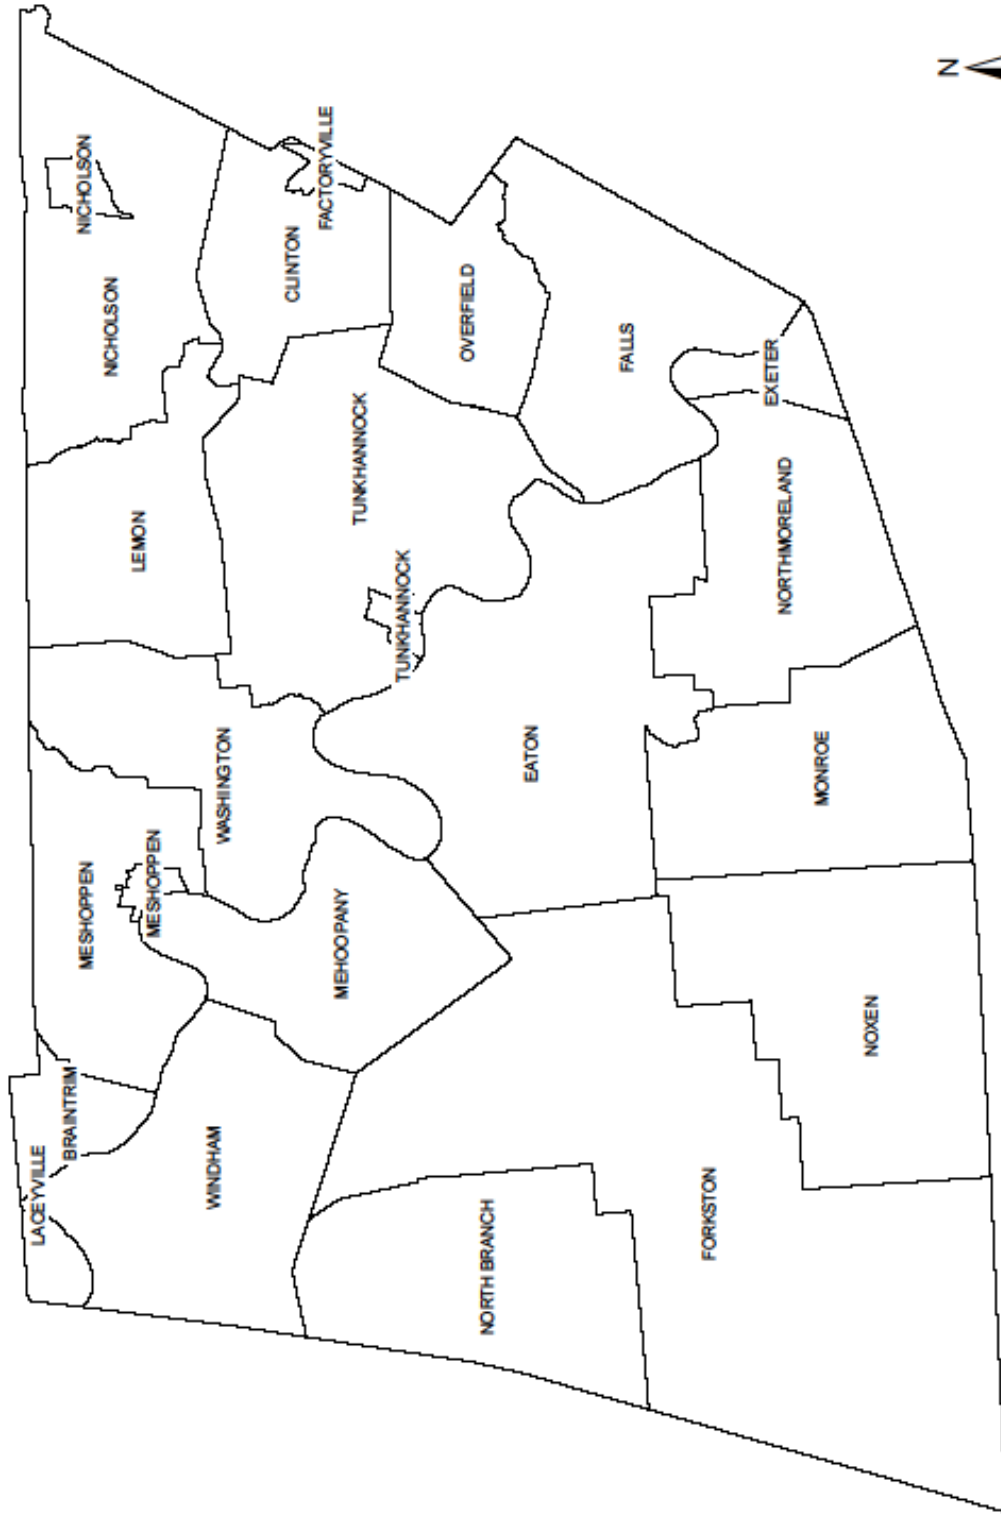 NICHOLSON
NICHOLSON
FACTORYVILLE
CLINTON
OVERFIELD
FALLS
EXETER
LEMON
TUNKHANNOCK
TUNKHANNOCK
NORTHMORELAND
WASHINGTON
EATON
MONROE
MESHOPPEN
MESHOPPEN
MEHOOPANY
NOXEN
BRAINTRIM
LACEYVILLE
WINDHAM
NORTH BRANCH
FORKSTON
N